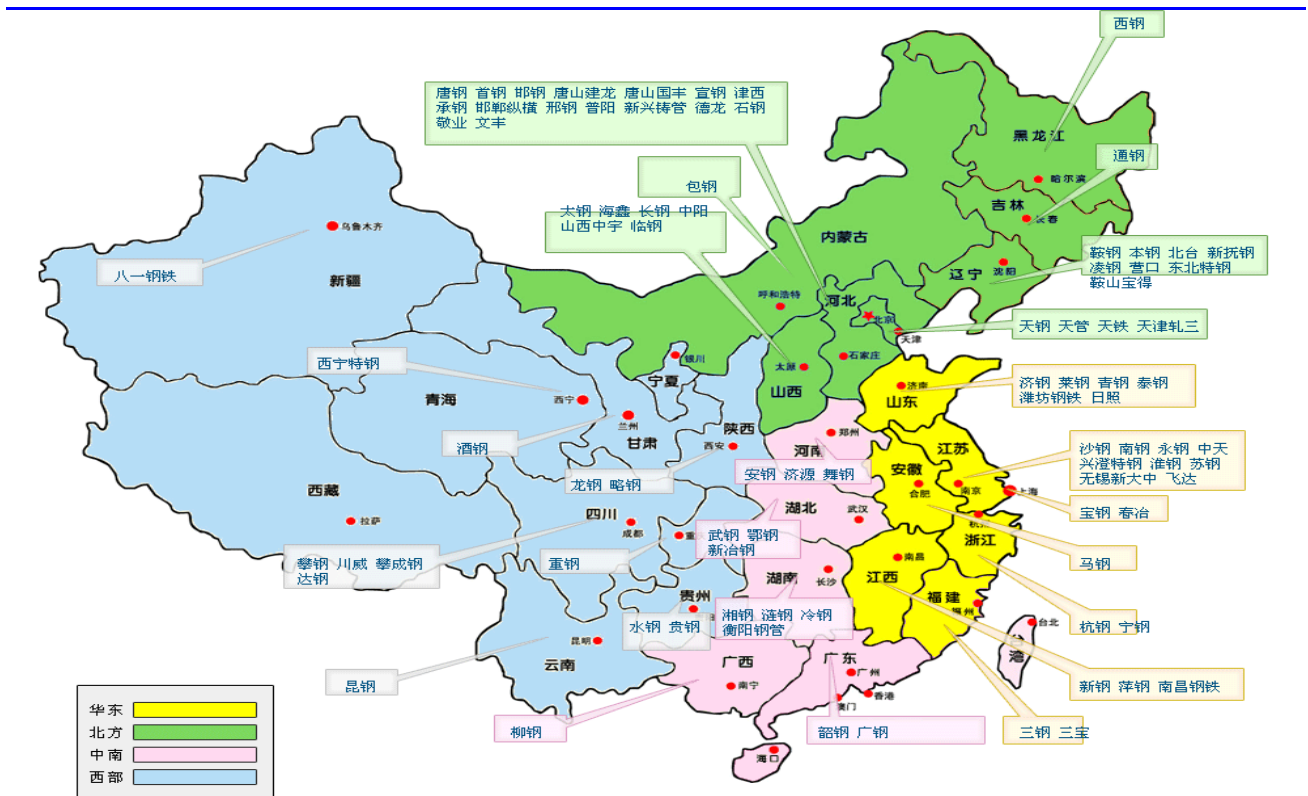 西钢
唐钢 首钢 邯钢 唐山建龙 唐山国丰 宣钢 津西
承钢 邯郸纵横 邢钢 普阳 新兴铸管 德龙 石钢
敬业 文丰
黑龙江
哈尔滨
通钢
包钢
吉林
长春
太钢 海鑫 长钢 中阳
山西中宇 临钢
内蒙古
鞍钢 本钢 北台 新抚钢
凌钢 营口 东北特钢
鞍山宝得
辽宁
沈阳
乌鲁木齐
八一钢铁
新疆
呼和浩特
河北
北京
天津
天钢 天管 天铁 天津轧三
石家庄
太原
山西
银川
宁夏
西宁特钢
青海
西宁
兰州
甘肃
陕西
西安
酒钢
龙钢 略钢
济南
山东
济钢 莱钢 青钢 泰钢
潍坊钢铁 日照
郑州
河南
安钢 济源 舞钢
江苏
南京
安徽
合肥
上海
沙钢 南钢 永钢 中天
兴澄特钢 淮钢 苏钢
无锡新大中 飞达
宝钢 春冶
西藏
拉萨
四川
成都
攀钢 川威 攀成钢
达钢
重钢
湖北
武汉
武钢 鄂钢
新冶钢
浙江
马钢
南昌
江西
湖南
长沙
湘钢 涟钢 冷钢
衡阳钢管
贵州
水钢 贵钢
福建
杭钢 宁钢
台北
台湾
昆明
云南
昆钢
广西
南宁
柳钢
广东
广州
香港
澳门
韶钢 广钢
新钢 萍钢 南昌钢铁
三钢 三宝
海口
华东
北方
中南
西部